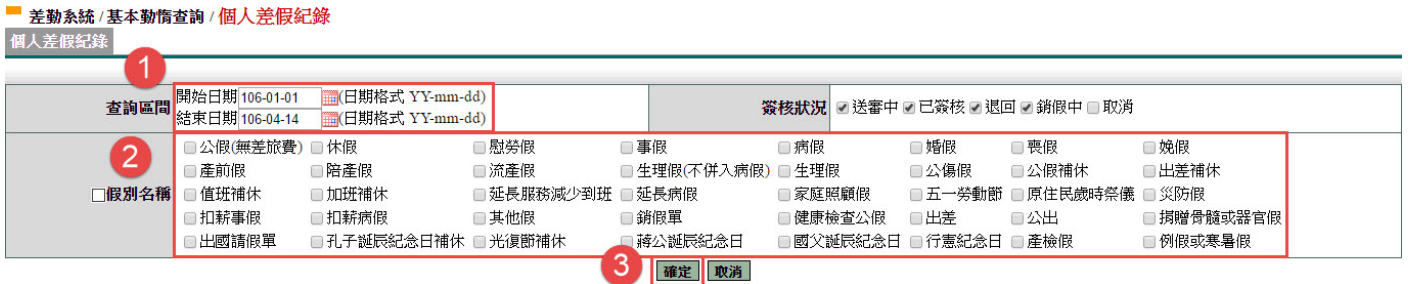 差勤系統 / 基本勤惰查詢 / 個人差假紀錄
個人差假紀錄
1
查詢區間 開始日期 106-01-01 (日期格式 YY-mm-dd) 簽核狀況 送審中 已簽核 退回 銷假中 取消
結束日期 106-04-14 (日期格式 YY-mm-dd)
2
假別名稱
公假(無差旅費) 休假 慰勞假 事假 病假 婚假 喪假 娩假
產前假 陪產假 流產假 生理假(不併入病假) 生理假 公傷假 公假補休 出差補休
值班補休 加班補休 延長服務減少到班 延長病假 家庭照顧假 五一勞動節 原住民歲時祭儀 災防假
扣薪事假 扣薪病假 其他假 銷假單 健康檢查公假 出差 公出 捐贈骨髓或器官假
出國請假單 孔子誕辰紀念日補休 光復節補休 蔣公誕辰紀念日 國父誕辰紀念日 行憲紀念日 產檢假 例假或寒暑假
3
確定 取消